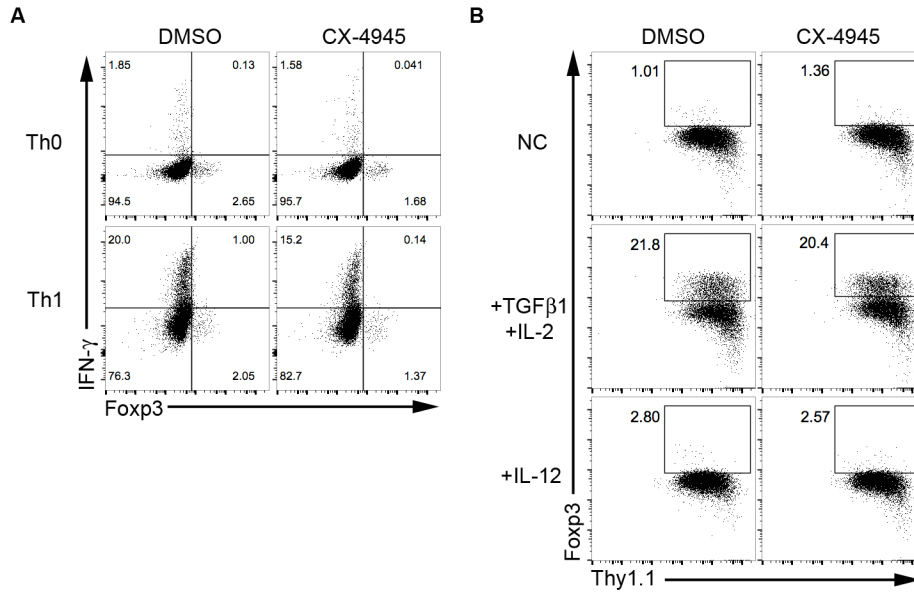 A
DMSO CX-4945
Th0
1.85 0.13 1.58 0.041
94.5 2.65 95.7 1.68
Th1
20.0 1.00 15.2 0.14
76.3 2.05 82.7 1.37
IFN-γ
Foxp3
B
DMSO CX-4945
NC
1.01 1.36
+TGFβ1
+IL-2
21.8 20.4
+IL-12
2.80 2.57
Foxp3
Thy1.1